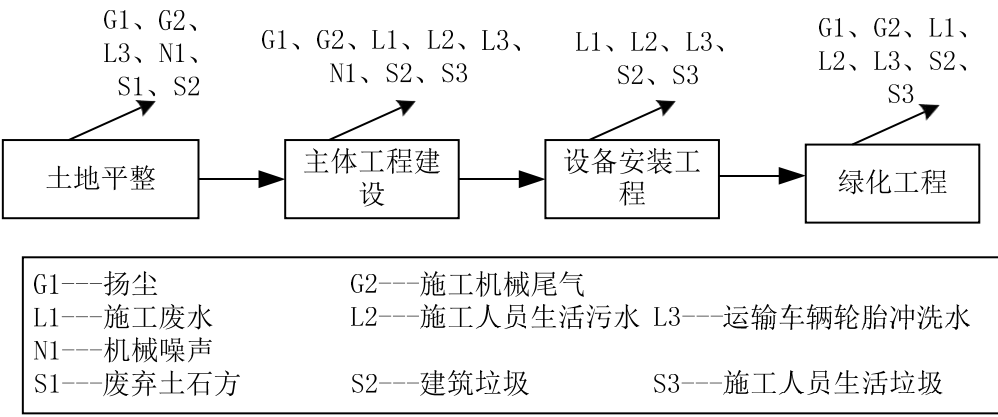 G1、G2、
L3、N1、
S1、S2
G1、G2、L1、L2、L3、
N1、S2、S3
L1、L2、L3、
S2、S3
G1、G2、L1、
L2、L3、S2、
S3
土地平整
主体工程建
设
设备安装工
程
绿化工程
G1---扬尘 G2---施工机械尾气
L1---施工废水 L2---施工人员生活污水 L3---运输车辆轮胎冲洗水
N1---机械噪声
S1---废弃土石方 S2---建筑垃圾 S3---施工人员生活垃圾